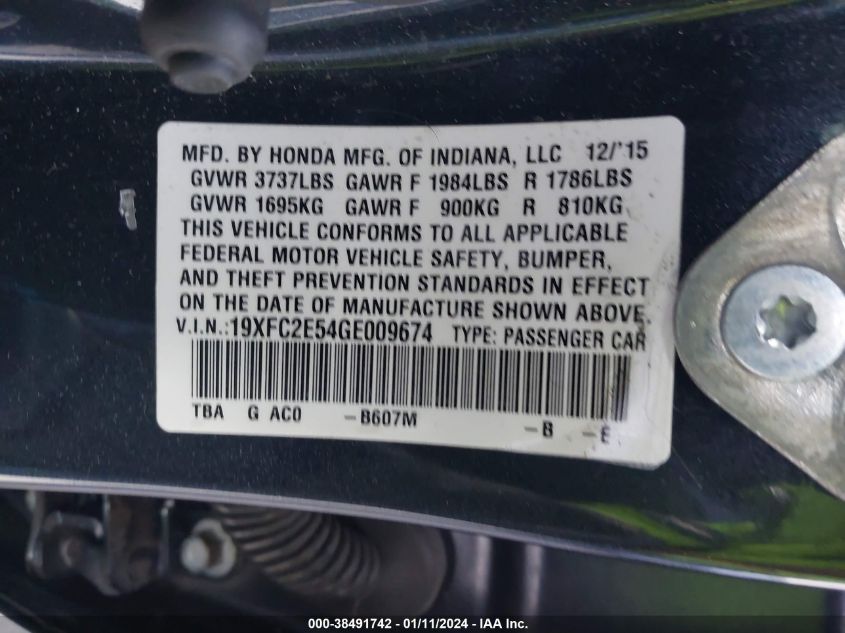 MFD. BY HONDA MFG. OF INDIANA, LLC 12/'15
GVWR 3737LBS GAWR F 1984LBS R 1786LBS
GVWR 1695KG GAWR F 900KG R 810KG
THIS VEHICLE CONFORMS TO ALL APPLICABLE
FEDERAL MOTOR VEHICLE SAFETY, BUMPER,
AND THEFT PREVENTION STANDARDS IN EFFECT
ON THE DATE OF MANUFACTURE SHOWN ABOVE.
V.I.N.:19XFC2E54GE009674 TYPE: PASSENGER CAR
TBA G AC0 -B607M -B -E
000-38491742 - 01/11/2024 - IAA Inc.